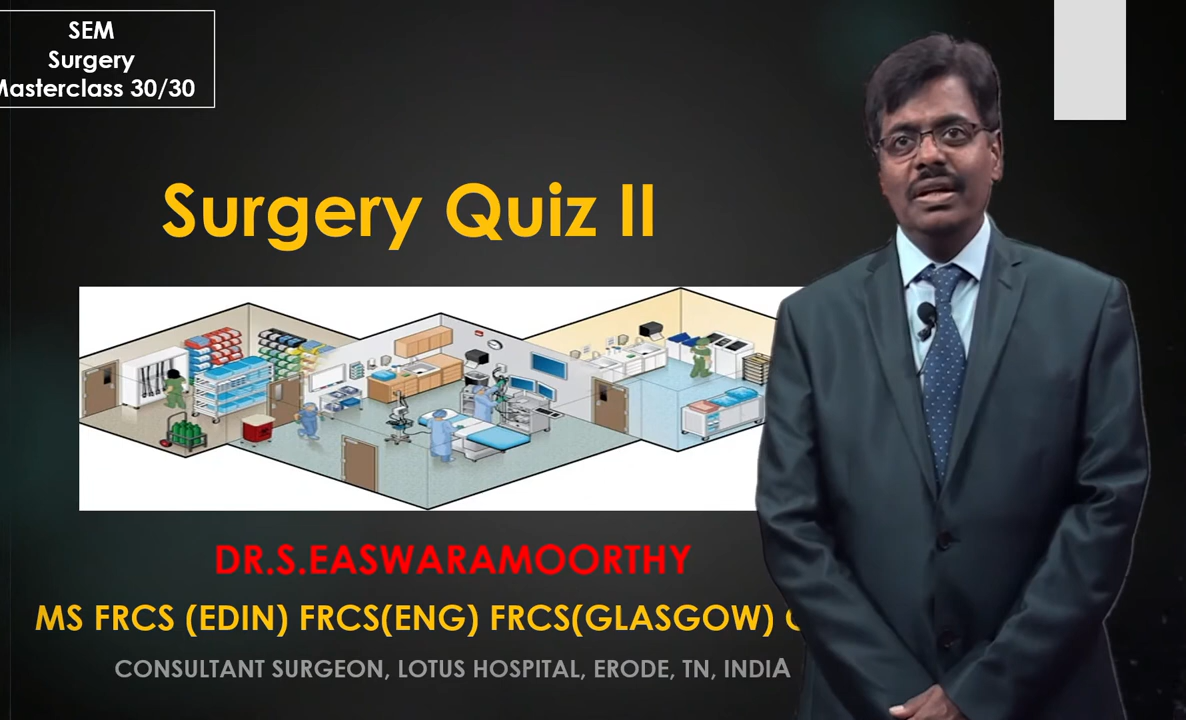 SEM
Surgery
Masterclass 30/30
Surgery Quiz II
DR.S.EASWARAMOORTHY
MS FRCS (EDIN) FRCS(ENG) FRCS(GLASGOW)
CONSULTANT SURGEON, LOTUS HOSPITAL, ERODE, TN, INDIA